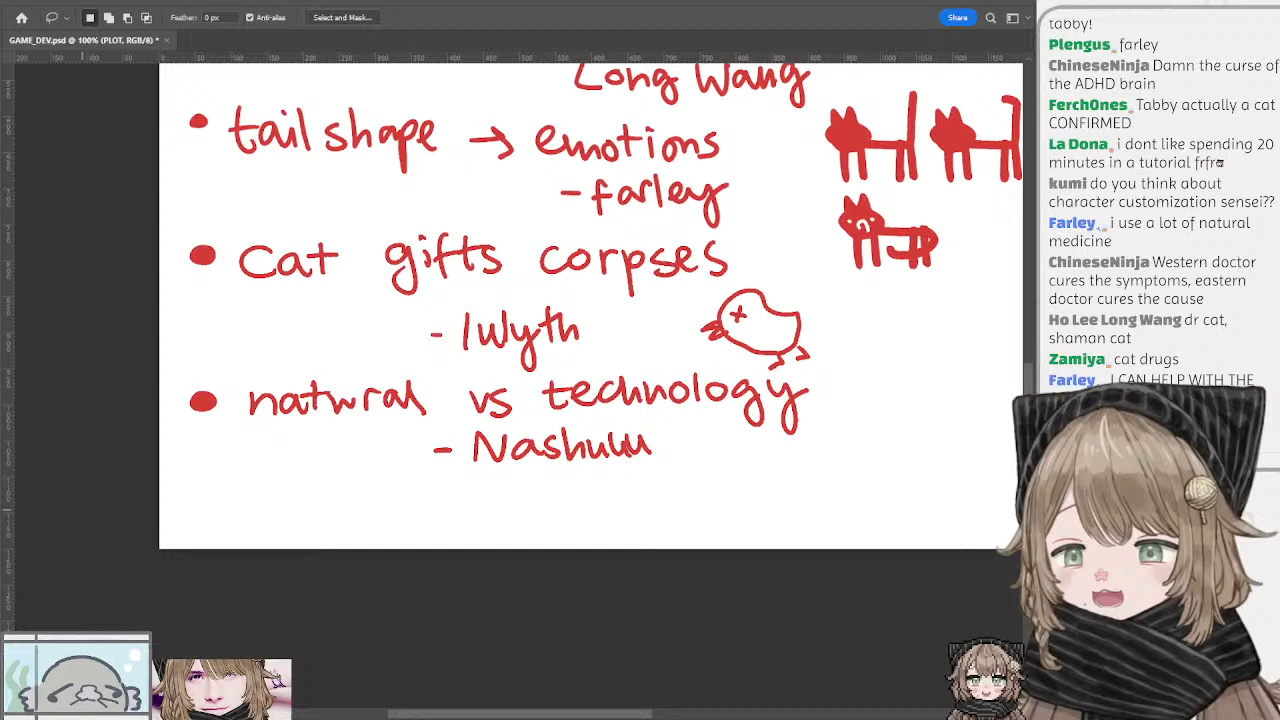 Feather: 0 px Anti-alias Select and Mask... Share
GAME_DEV.psd @ 100% (PLOT, RGB/8) * ×
Long Wang
• tail shape → emotions
- farley
• Cat gifts corpses
- lWyth
• natural vs technology
- Nashulu
tabby!
Plengus farley
ChineseNinja Damn the curse of
the ADHD brain
FerchOnes Tabby actually a cat
CONFIRMED
La Dona i dont like spending 20
minutes in a tutorial frfr
kumi do you think about
character customization sensei??
Farley i use a lot of natural
medicine
ChineseNinja Western doctor
cures the symptoms, eastern
doctor cures the cause
Ho Lee Long Wang dr cat,
shaman cat
Zamiya cat drugs
Farley I CAN HELP WITH THE